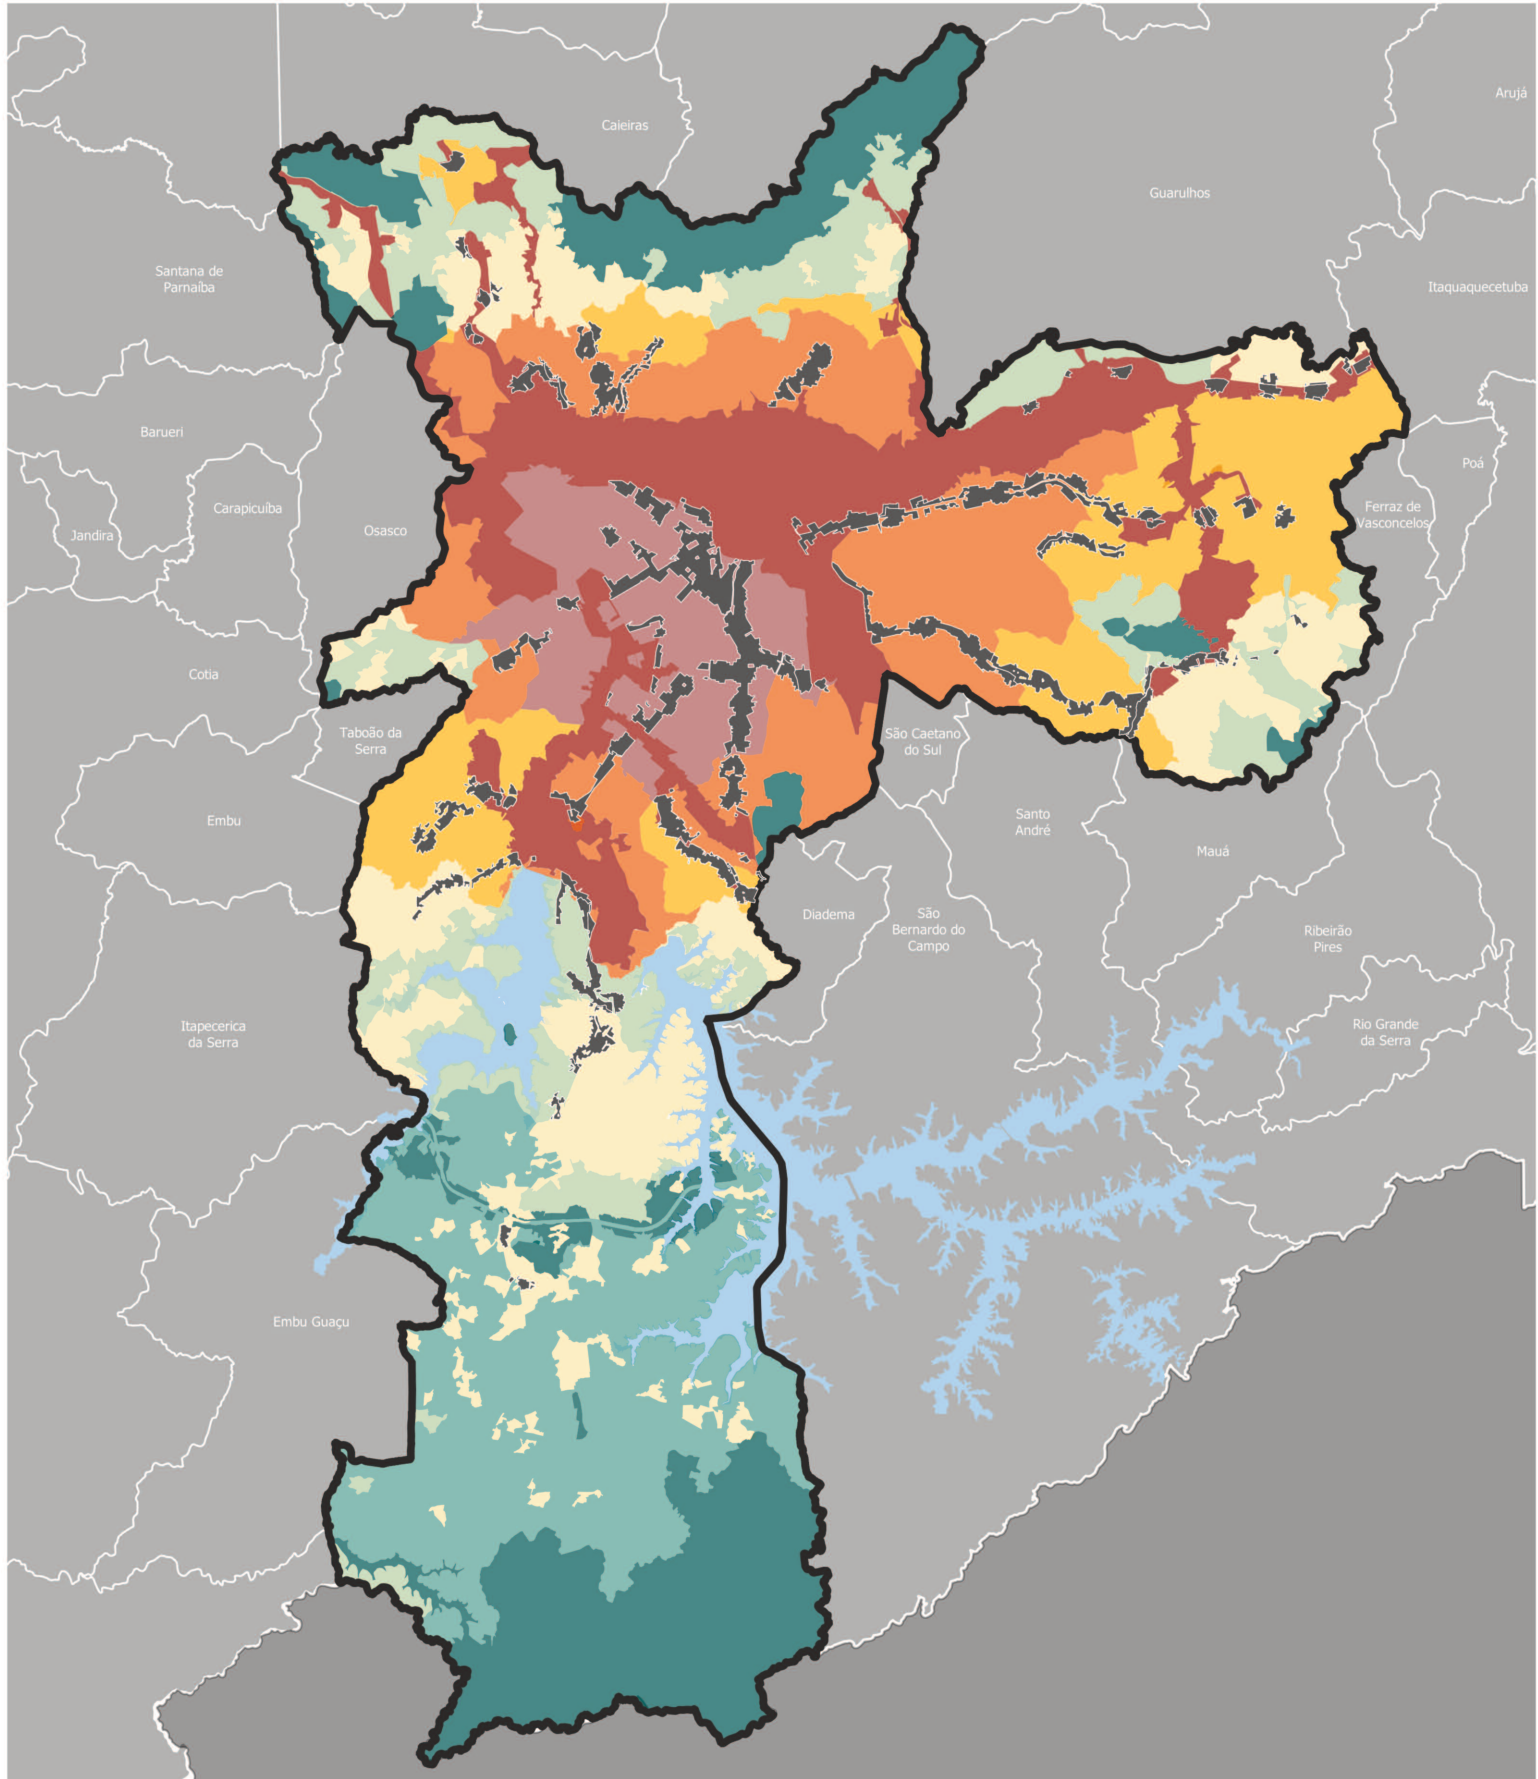 Arujá
Caieiras
Guarulhos
Santana de
Parnaíba
Itaquaquecetuba
Barueri
Poá
Carapicuíba
Ferraz de
Vasconcelos
Jandira
Osasco
Cotia
Taboão da
Serra
São Caetano
do Sul
Embu
Santo
André
Mauá
Diadema
São
Bernardo do
Campo
Ribeirão
Pires
Itapecerica
da Serra
Rio Grande
da Serra
Embu Guaçu